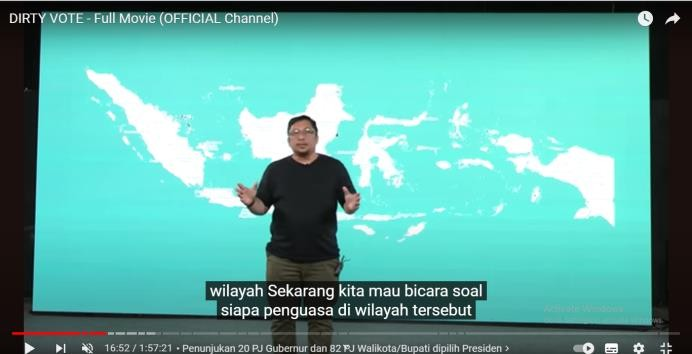 DIRTY VOTE - Full Movie (OFFICIAL Channel)
wilayah Sekarang kita mau bicara soal
siapa penguasa di wilayah tersebut
Activate Windows
16:52 / 1:57:21 • Penunjukan 20 PJ Gubernur dan 82 PJ Walikota/Bupati dipilih Presiden >